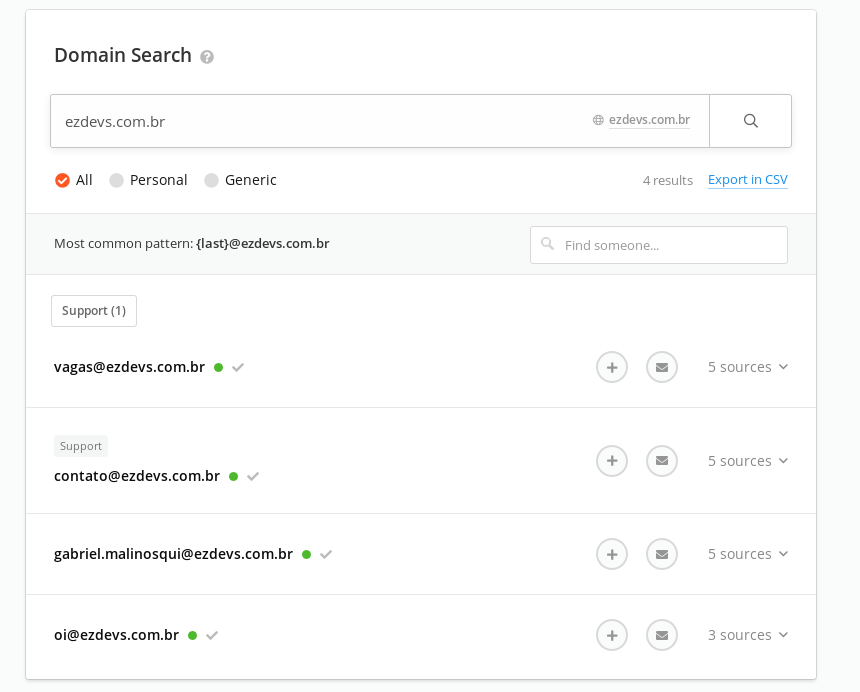 Domain Search ?
ezdevs.com.br ezdevs.com.br
All Personal Generic 4 results Export in CSV
Most common pattern: {last}@ezdevs.com.br Find someone...
Support (1)
vagas@ezdevs.com.br 5 sources
Support
contato@ezdevs.com.br 5 sources
gabriel.malinosqui@ezdevs.com.br 5 sources
oi@ezdevs.com.br 3 sources